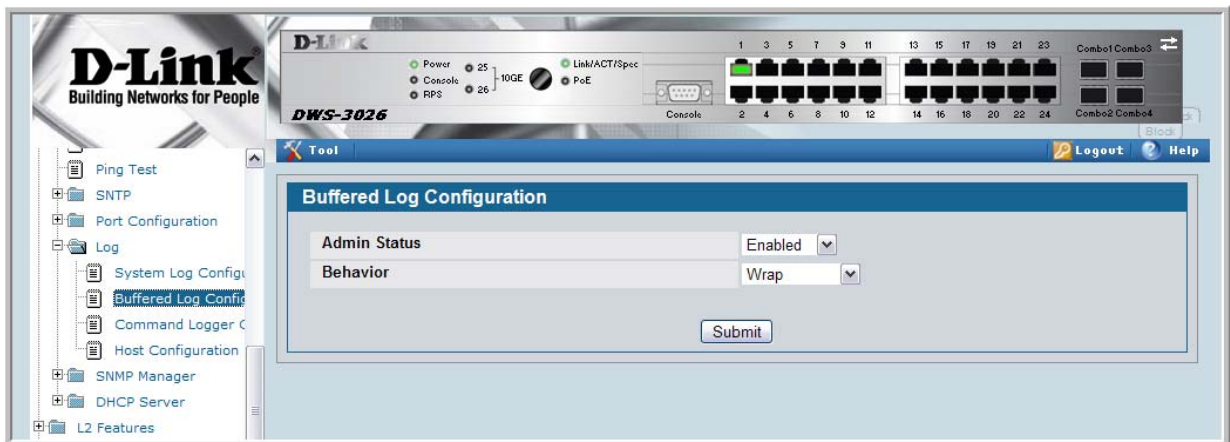 D-Link
Building Networks for People
D-Link
Power
Console
RPS
25
26
10GE
Link/ACT/Spec
PoE
DWS-3026
Console
1 3 5 7 9 11 13 15 17 19 21 23
Combo1 Combo3
2 4 6 8 10 12 14 16 18 20 22 24
Combo2 Combo4
Block
Tool
Logout
Help
Ping Test
SNTP
Port Configuration
Log
System Log Configu
Buffered Log Config
Command Logger C
Host Configuration
SNMP Manager
DHCP Server
L2 Features
Buffered Log Configuration
Admin Status Enabled
Behavior Wrap
Submit